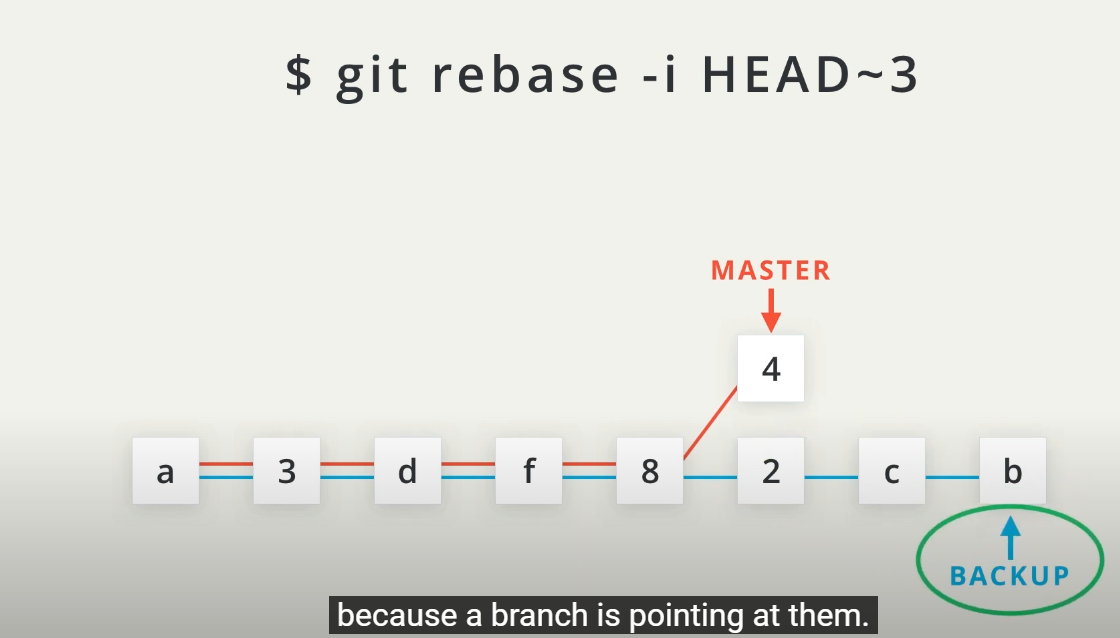 $ git rebase -i HEAD~3
MASTER
4
a 3 d f 8 2 c b
BACKUP
because a branch is pointing at them.